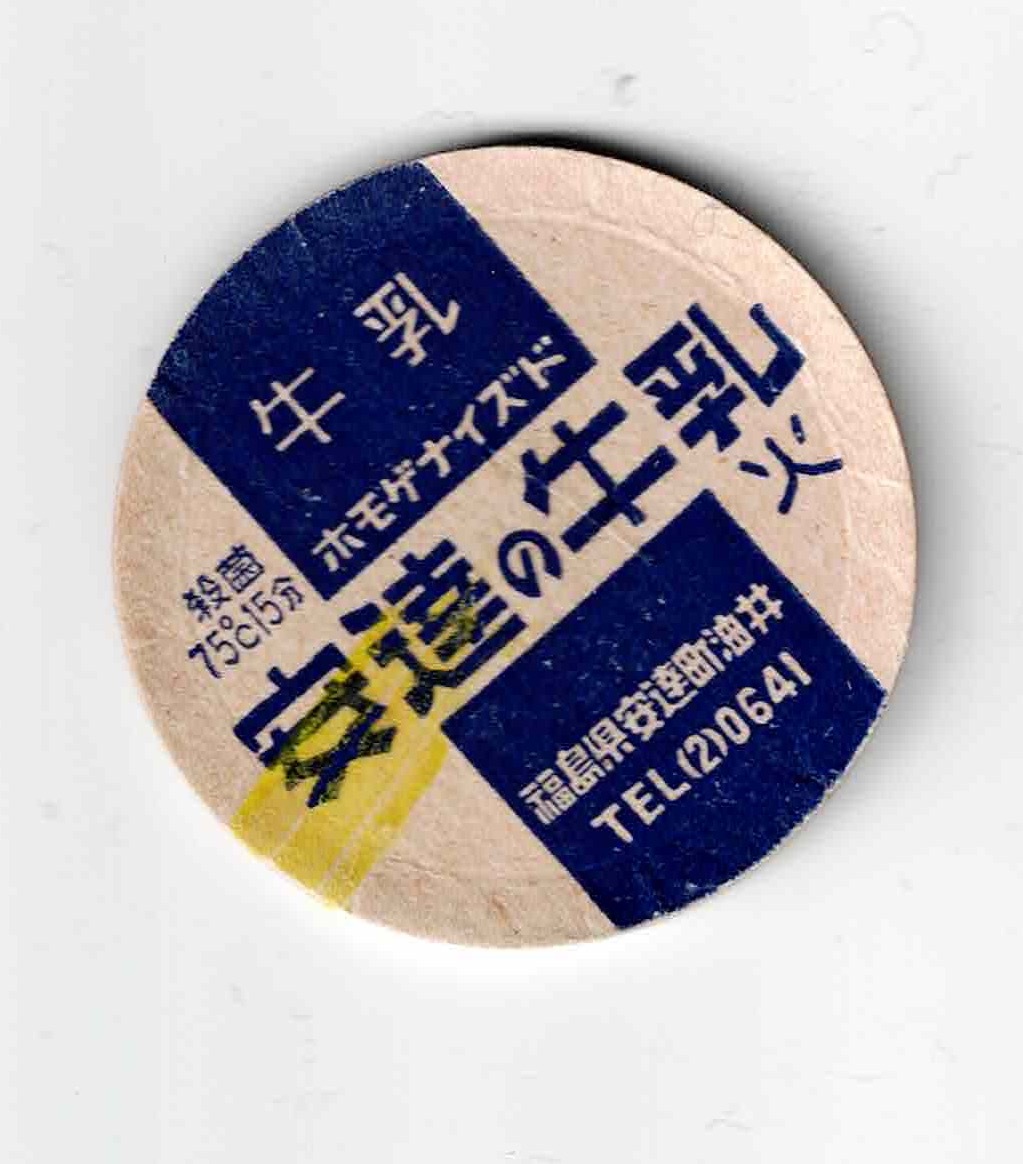 牛乳
ホモゲナイズド
殺菌
75℃15分
安達の牛乳
火
福島県安達町油井
TEL(2)0641